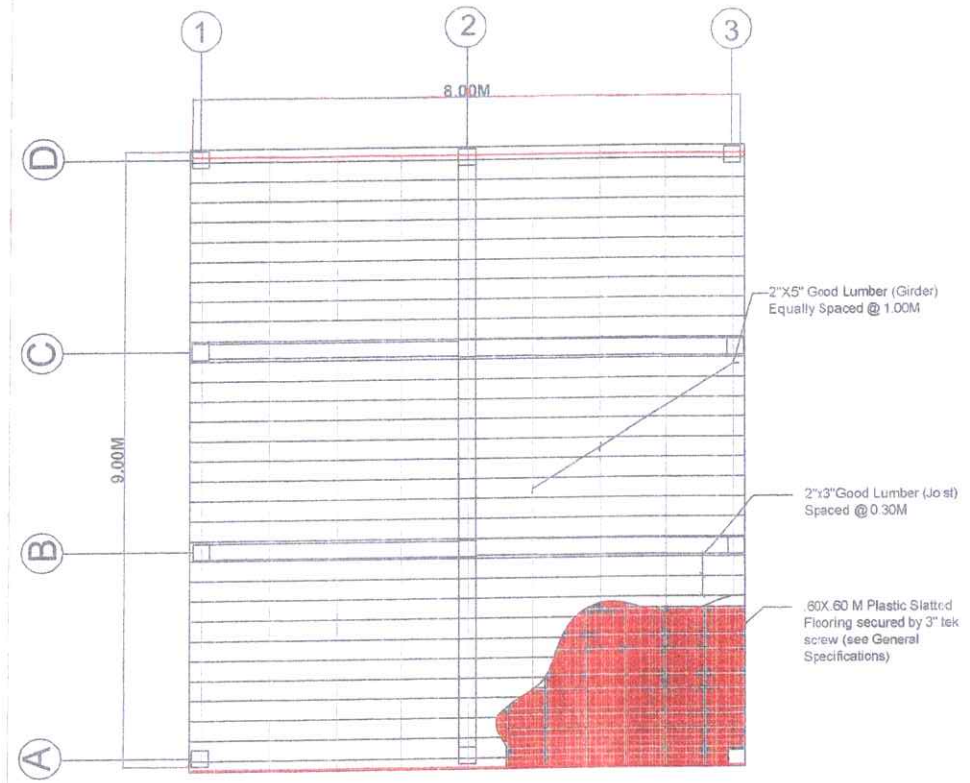 1
2
3
8.00M
D
2"X5" Good Lumber (Girder)
Equally Spaced @ 1.00M
C
9.00M
2"x3"Good Lumber (Joist)
Spaced @ 0.30M
B
.60X.60 M Plastic Slatted
Flooring secured by 3" tek
screw (see General
Specifications)
A